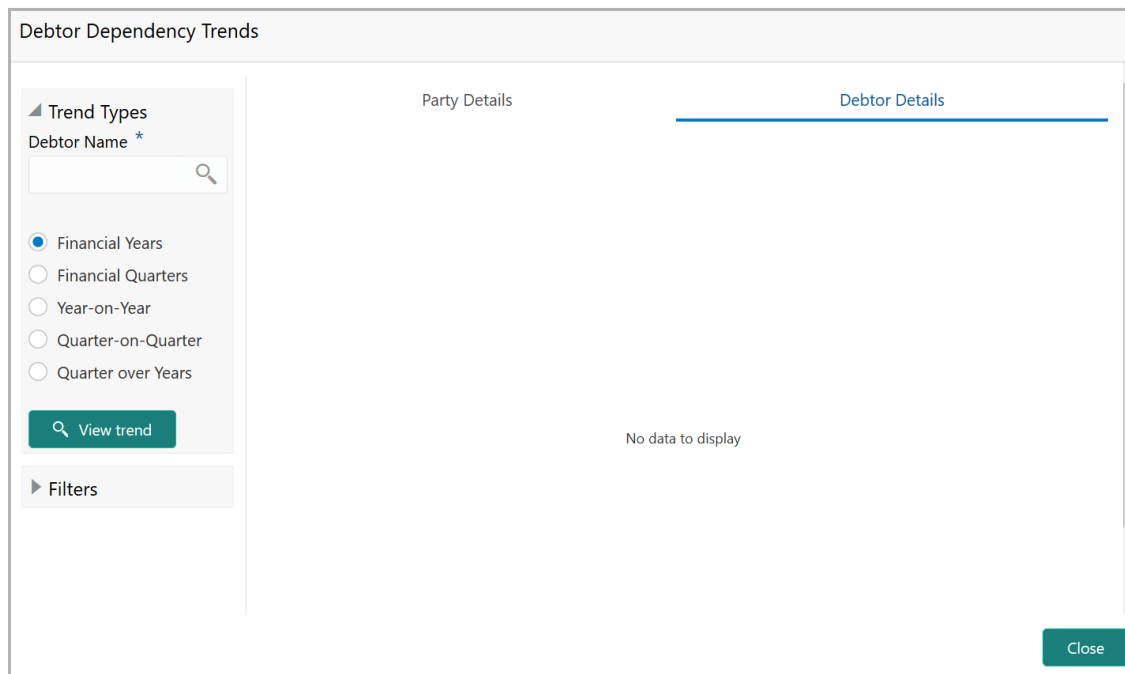 Debtor Dependency Trends
Trend Types
Debtor Name *
Financial Years
Financial Quarters
Year-on-Year
Quarter-on-Quarter
Quarter over Years
View trend
Filters
Party Details
Debtor Details
No data to display
Close